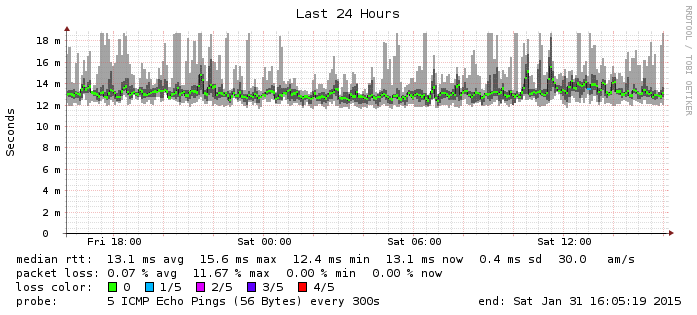 Last 24 Hours
RRDTOOL / TOBI OETIKER
Seconds
18 m
16 m
14 m
12 m
10 m
8 m
6 m
4 m
2 m
0
Fri 18:00 Sat 00:00 Sat 06:00 Sat 12:00
median rtt: 13.1 ms avg 15.6 ms max 12.4 ms min 13.1 ms now 0.4 ms sd 30.0 am/s
packet loss: 0.07 % avg 11.67 % max 0.00 % min 0.00 % now
loss color: 0 1/5 2/5 3/5 4/5
probe: 5 ICMP Echo Pings (56 Bytes) every 300s end: Sat Jan 31 16:05:19 2015